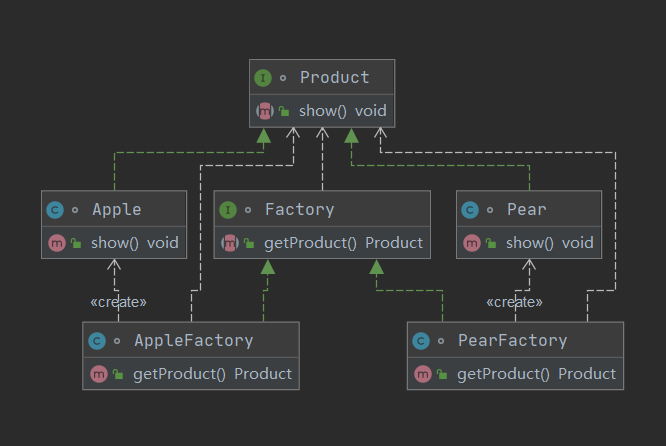 I Product
m show() void
C Apple
m show() void
I Factory
m getProduct() Product
C Pear
m show() void
«create»
«create»
C AppleFactory
m getProduct() Product
C PearFactory
m getProduct() Product